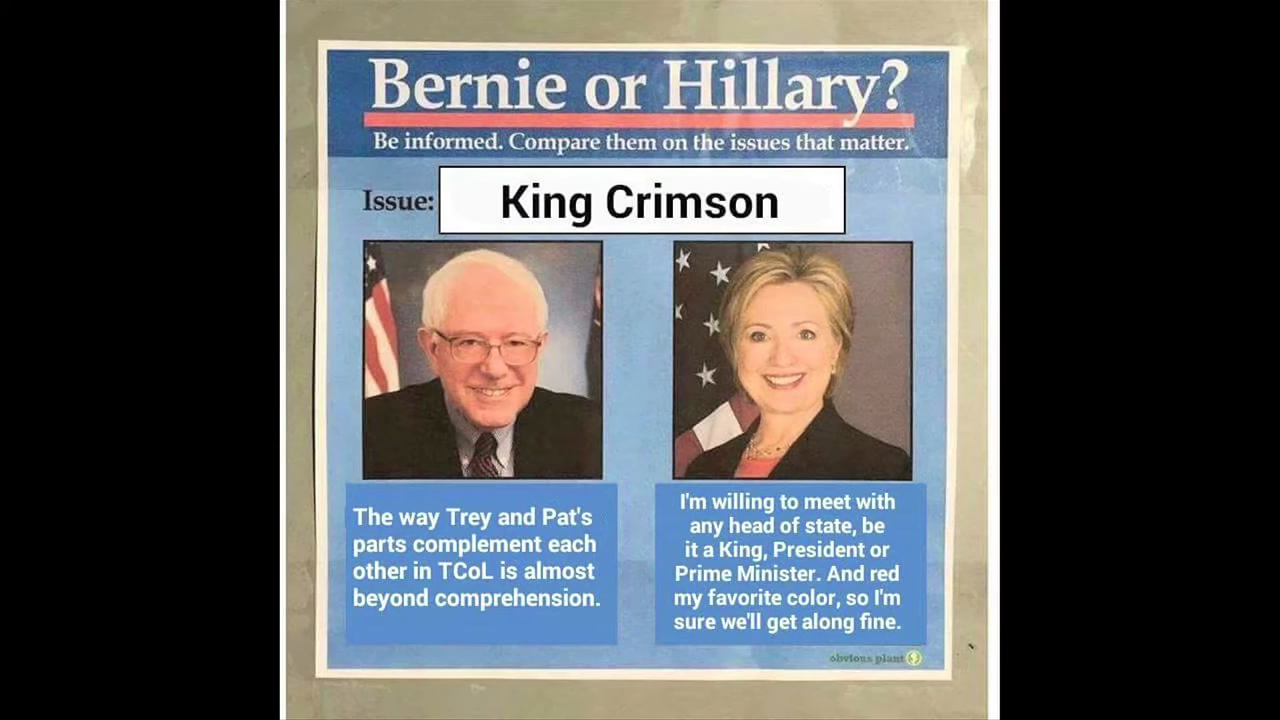 Bernie or Hillary?
Be informed. Compare them on the issues that matter.
Issue: King Crimson
The way Trey and Pat's
parts complement each
other in TCoL is almost
beyond comprehension.
I'm willing to meet with
any head of state, be
it a King, President or
Prime Minister. And red
my favorite color, so I'm
sure we'll get along fine.
obvious plant